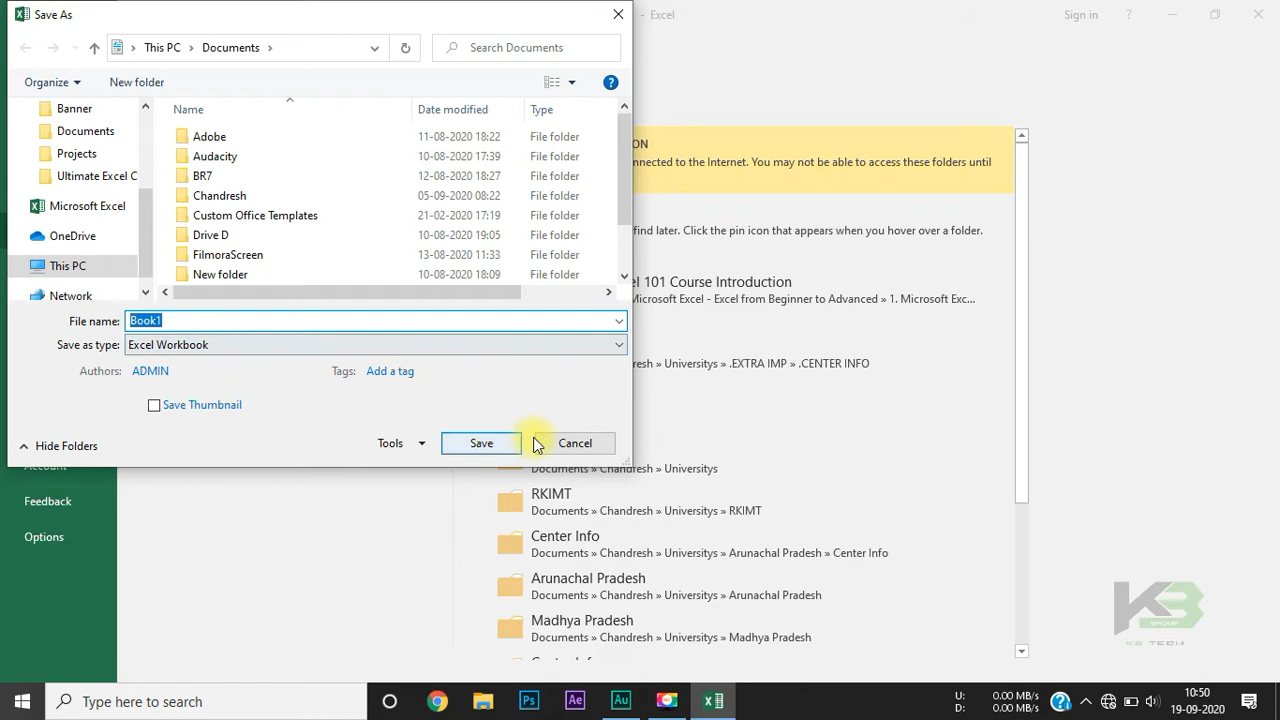 Save As
- Excel
Sign in
?
This PC > Documents >
Search Documents
Organize
New folder
?
Name
Date modified
Type
Banner
Documents
Projects
Ultimate Excel C
Microsoft Excel
OneDrive
This PC
Network
Adobe 11-08-2020 18:22 File folder
Audacity 10-08-2020 17:39 File folder
BR7 12-08-2020 18:27 File folder
Chandresh 05-09-2020 08:22 File folder
Custom Office Templates 21-02-2020 17:19 File folder
Drive D 10-08-2020 19:05 File folder
FilmoraScreen 13-08-2020 11:33 File folder
New folder 10-08-2020 18:09 File folder
File name: Book1
Save as type: Excel Workbook
Authors: ADMIN Tags: Add a tag
Save Thumbnail
Hide Folders
Tools
Save
Cancel
ON
nnected to the Internet. You may not be able to access these folders until
find later. Click the pin icon that appears when you hover over a folder.
el 101 Course Introduction
Microsoft Excel - Excel from Beginner to Advanced » 1. Microsoft Exc...
» Chandresh » Universitys » .EXTRA IMP » .CENTER INFO
Documents » Chandresh » Universitys
RKIMT
Documents » Chandresh » Universitys » RKIMT
Center Info
Documents » Chandresh » Universitys » Arunachal Pradesh » Center Info
Arunachal Pradesh
Documents » Chandresh » Universitys » Arunachal Pradesh
Madhya Pradesh
Documents » Chandresh » Universitys » Madhya Pradesh
Account
Feedback
Options
GROUP
Type here to search
Ps
Ae
Au
U: 0.00 MB/s
D: 0.00 MB/s
10:50
19-09-2020